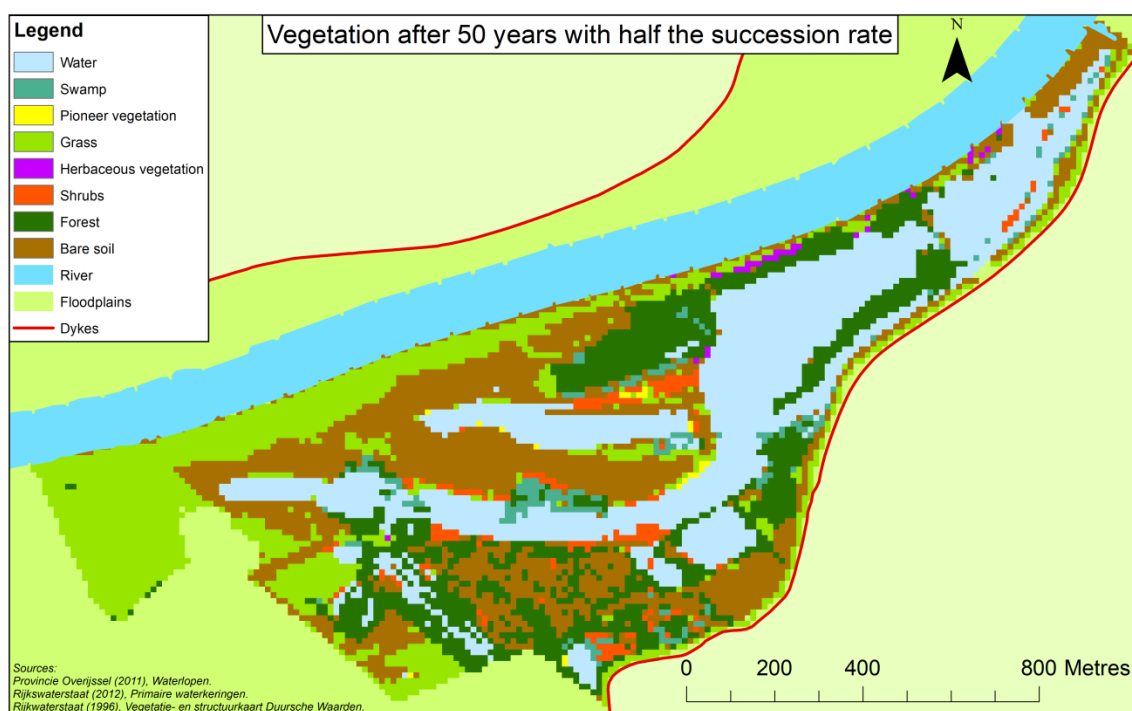 Vegetation after 50 years with half the succession rate
Legend
Water
Swamp
Pioneer vegetation
Grass
Herbaceous vegetation
Shrubs
Forest
Bare soil
River
Floodplains
Dykes
N
Sources:
Provincie Overijssel (2011), Waterlopen.
Rijkswaterstaat (2012), Primaire waterkeringen.
Rijkwaterstaat (1996), Vegetatie- en structuurkaart Duursche Waarden.
0 200 400 800 Metres